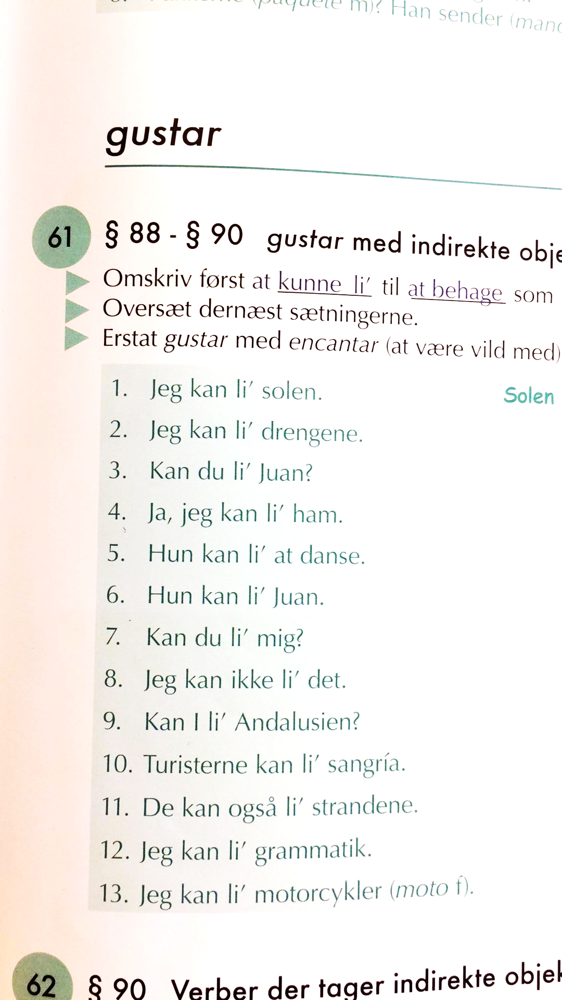 (paquete m)? Han sender
gustar
61 § 88 - § 90 gustar med indirekte
Omskriv først at kunne li' til at behage som
Oversæt dernæst sætningerne.
Erstat gustar med encantar (at være vild med)
1. Jeg kan li' solen. Solen
2. Jeg kan li' drengene.
3. Kan du li' Juan?
4. Ja, jeg kan li' ham.
5. Hun kan li' at danse.
6. Hun kan li' Juan.
7. Kan du li' mig?
8. Jeg kan ikke li' det.
9. Kan I li' Andalusien?
10. Turisterne kan li' sangría.
11. De kan også li' strandene.
12. Jeg kan li' grammatik.
13. Jeg kan li' motorcykler (moto f).
62 § 90 Verber der tager indirekte